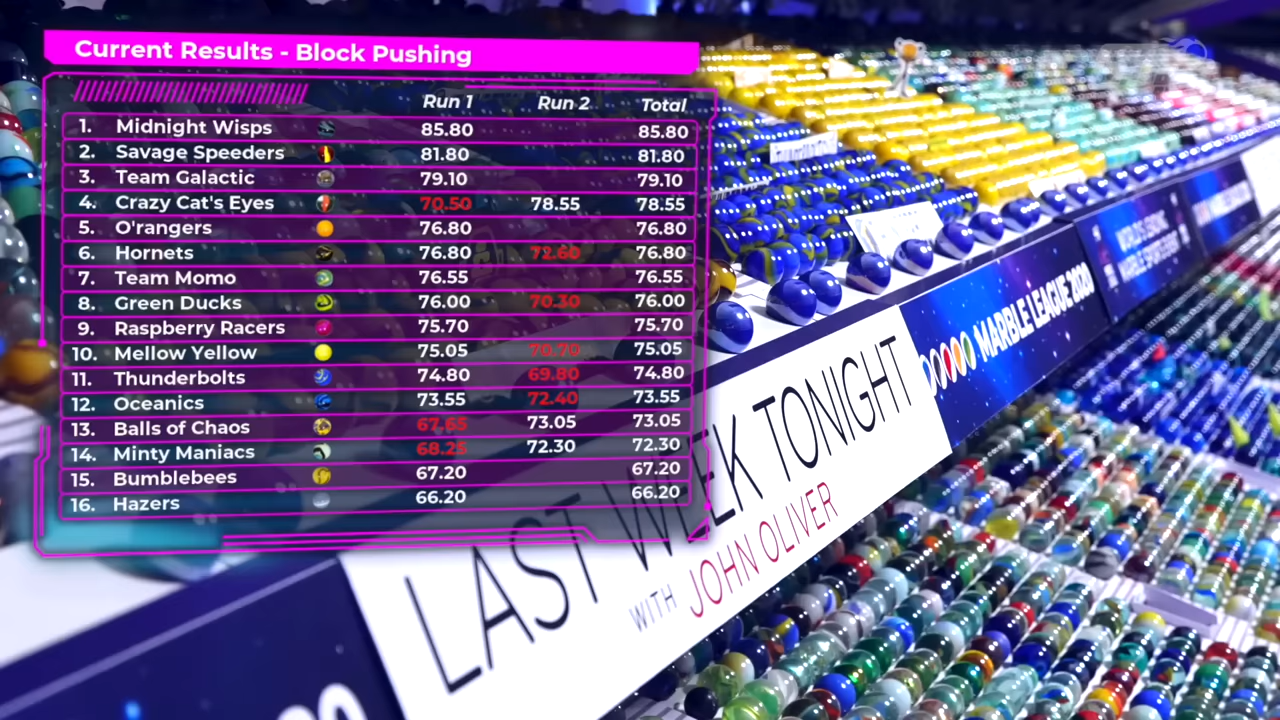 Current Results - Block Pushing
Run 1 Run 2 Total
1. Midnight Wisps 85.80 85.80
2. Savage Speeders 81.80 81.80
3. Team Galactic 79.10 79.10
4. Crazy Cat's Eyes 70.50 78.55 78.55
5. O'rangers 76.80 76.80
6. Hornets 76.80 72.60 76.80
7. Team Momo 76.55 76.55
8. Green Ducks 76.00 70.30 76.00
9. Raspberry Racers 75.70 75.70
10. Mellow Yellow 75.05 70.70 75.05
11. Thunderbolts 74.80 69.80 74.80
12. Oceanics 73.55 72.40 73.55
13. Balls of Chaos 67.65 73.05 73.05
14. Minty Maniacs 68.25 72.30 72.30
15. Bumblebees 67.20 67.20
16. Hazers 66.20 66.20
LAST WEEK TONIGHT
WITH JOHN OLIVER
MARBLE LEAGUE 2020